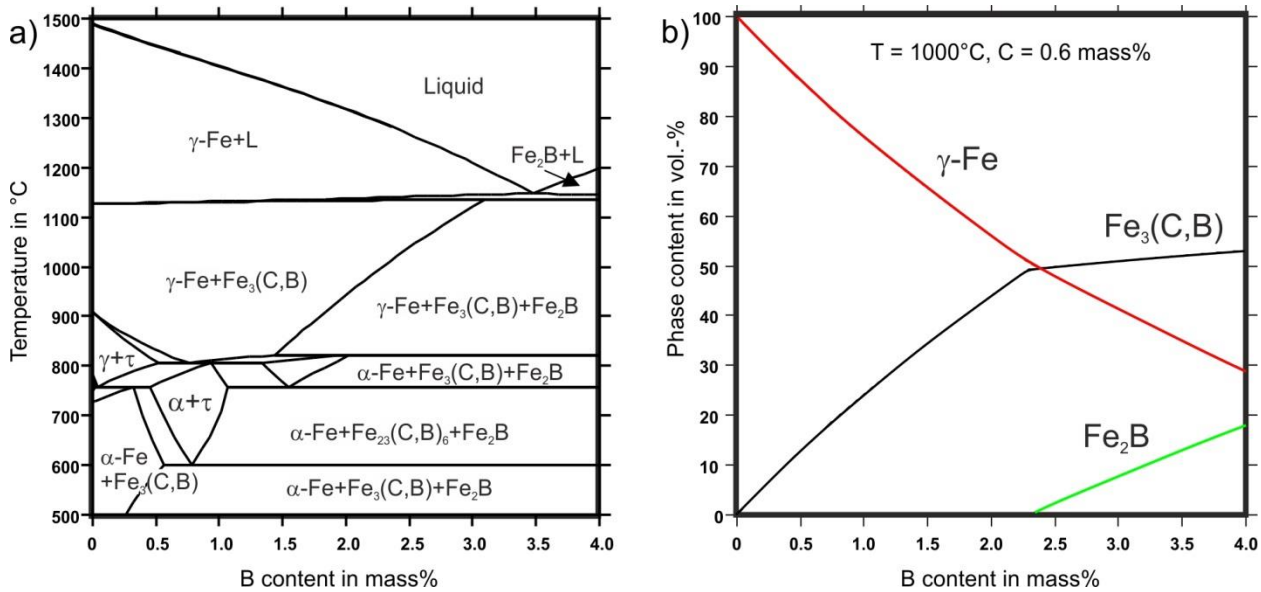 a)
Temperature in °C
1500
1400
1300
1200
1100
1000
900
800
700
600
500
0
0.5
1.0
1.5
2.0
2.5
3.0
3.5
4.0
B content in mass%
Liquid
γ-Fe+L
Fe₂B+L
γ-Fe+Fe₃(C,B)
γ-Fe+Fe₃(C,B)+Fe₂B
γ+τ
α-Fe+Fe₃(C,B)+Fe₂B
α+τ
α-Fe+Fe₂₃(C,B)₆+Fe₂B
α-Fe
+Fe₃(C,B)
α-Fe+Fe₃(C,B)+Fe₂B
b)
Phase content in vol.-%
100
90
80
70
60
50
40
30
20
10
0
0
0.5
1.0
1.5
2.0
2.5
3.0
3.5
4.0
B content in mass%
T = 1000°C, C = 0.6 mass%
γ-Fe
Fe₃(C,B)
Fe₂B